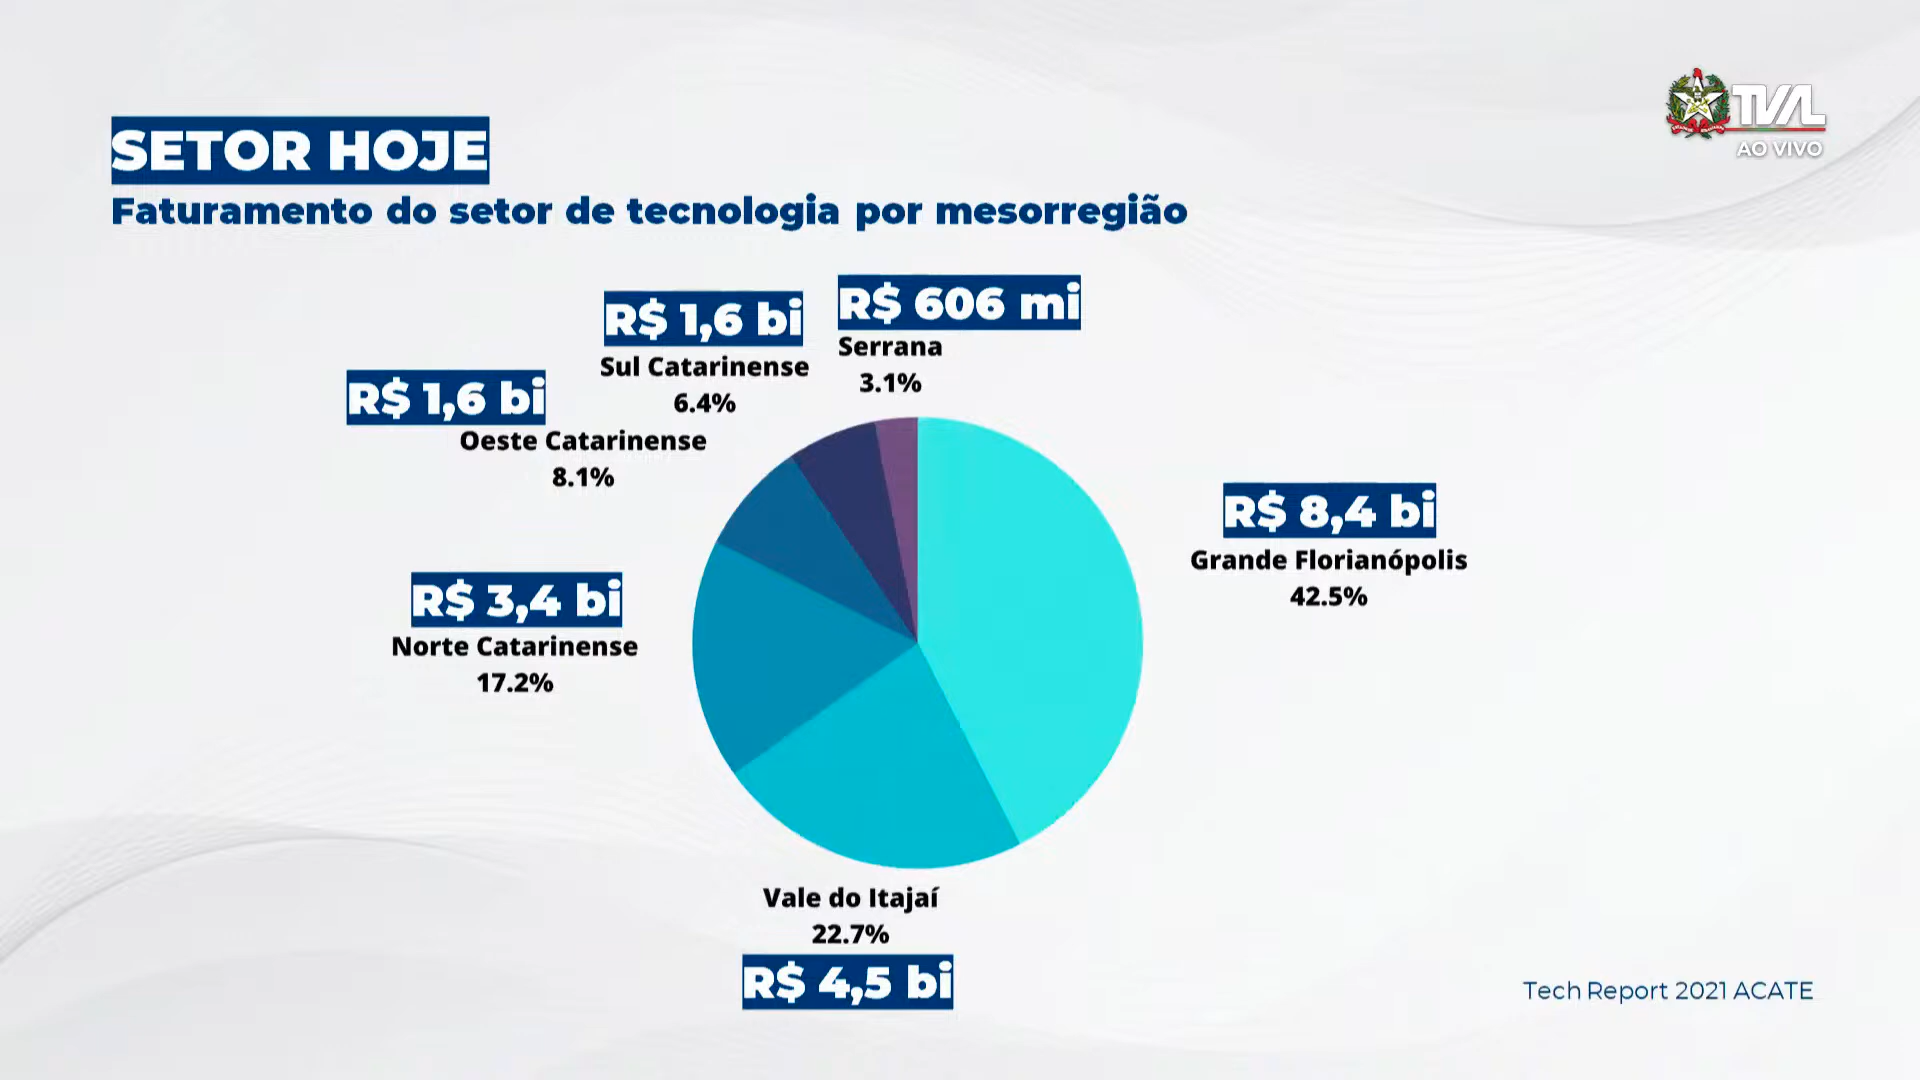 TVAL
AO VIVO
SETOR HOJE
Faturamento do setor de tecnologia por mesorregião
R$ 606 mi
Serrana
3.1%
R$ 1,6 bi
Sul Catarinense
6.4%
R$ 1,6 bi
Oeste Catarinense
8.1%
R$ 8,4 bi
Grande Florianópolis
42.5%
R$ 3,4 bi
Norte Catarinense
17.2%
Vale do Itajaí
22.7%
R$ 4,5 bi
Tech Report 2021 ACATE